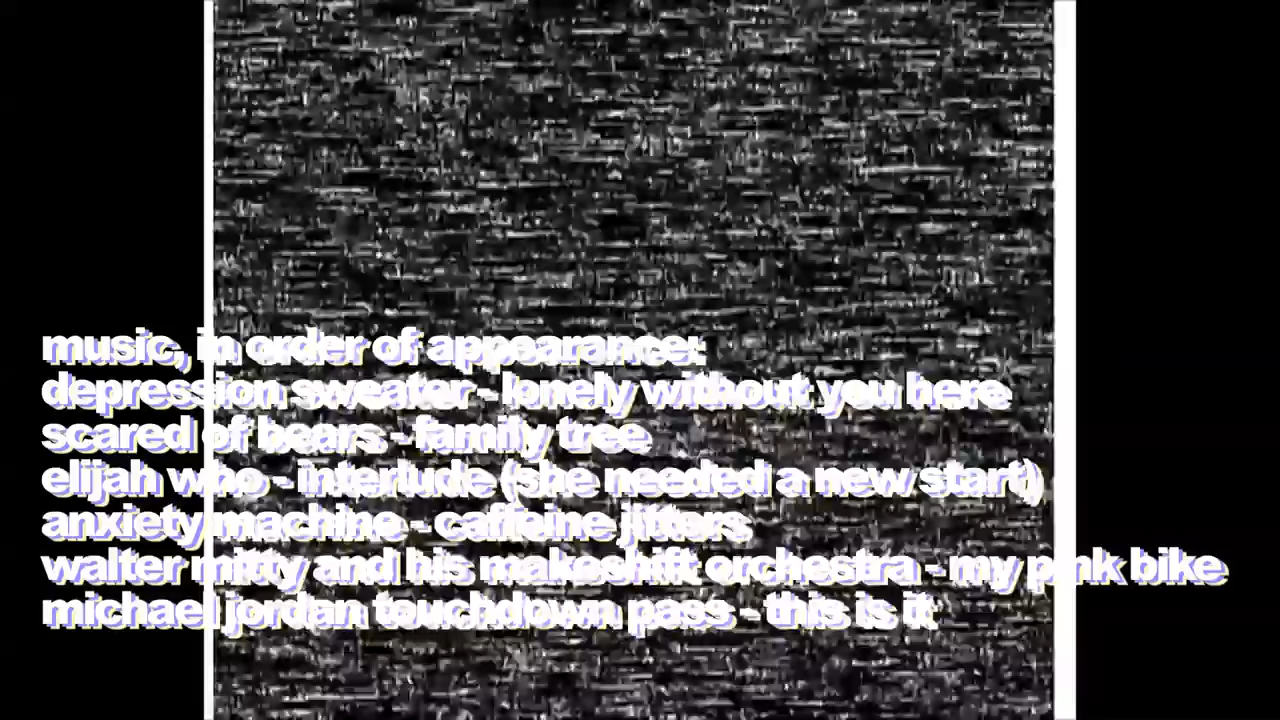 music, in order of appearance:
depression sweater - lonely without you here
scared of bears - family tree
elijah who - interlude (she needed a new start)
anxiety machine - caffeine jitters
walter mitty and his makeshift orchestra - my pink bike
michael jordan touchdown pass - this is it